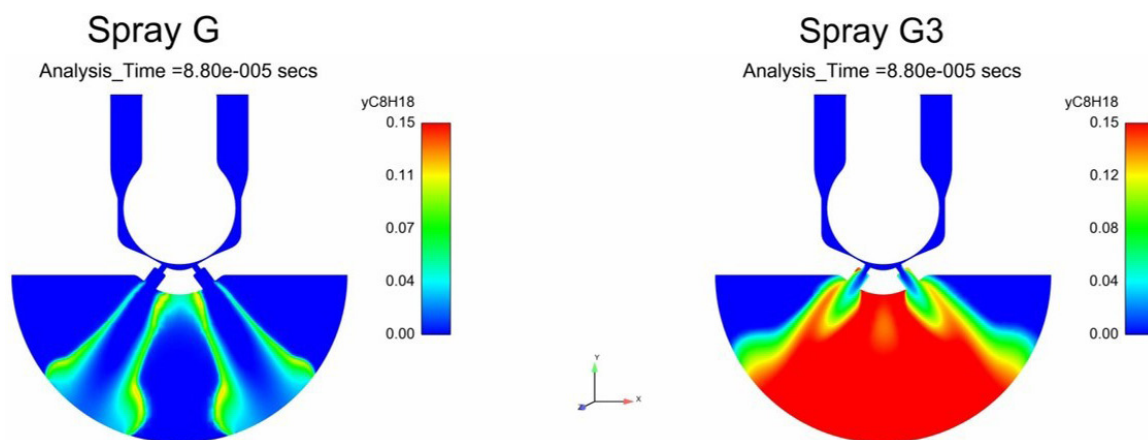 Spray G
Analysis_Time =8.80e-005 secs
yC8H18
0.15
0.11
0.07
0.04
0.00
Spray G3
Analysis_Time =8.80e-005 secs
yC8H18
0.15
0.12
0.08
0.04
0.00
Y
X
Z